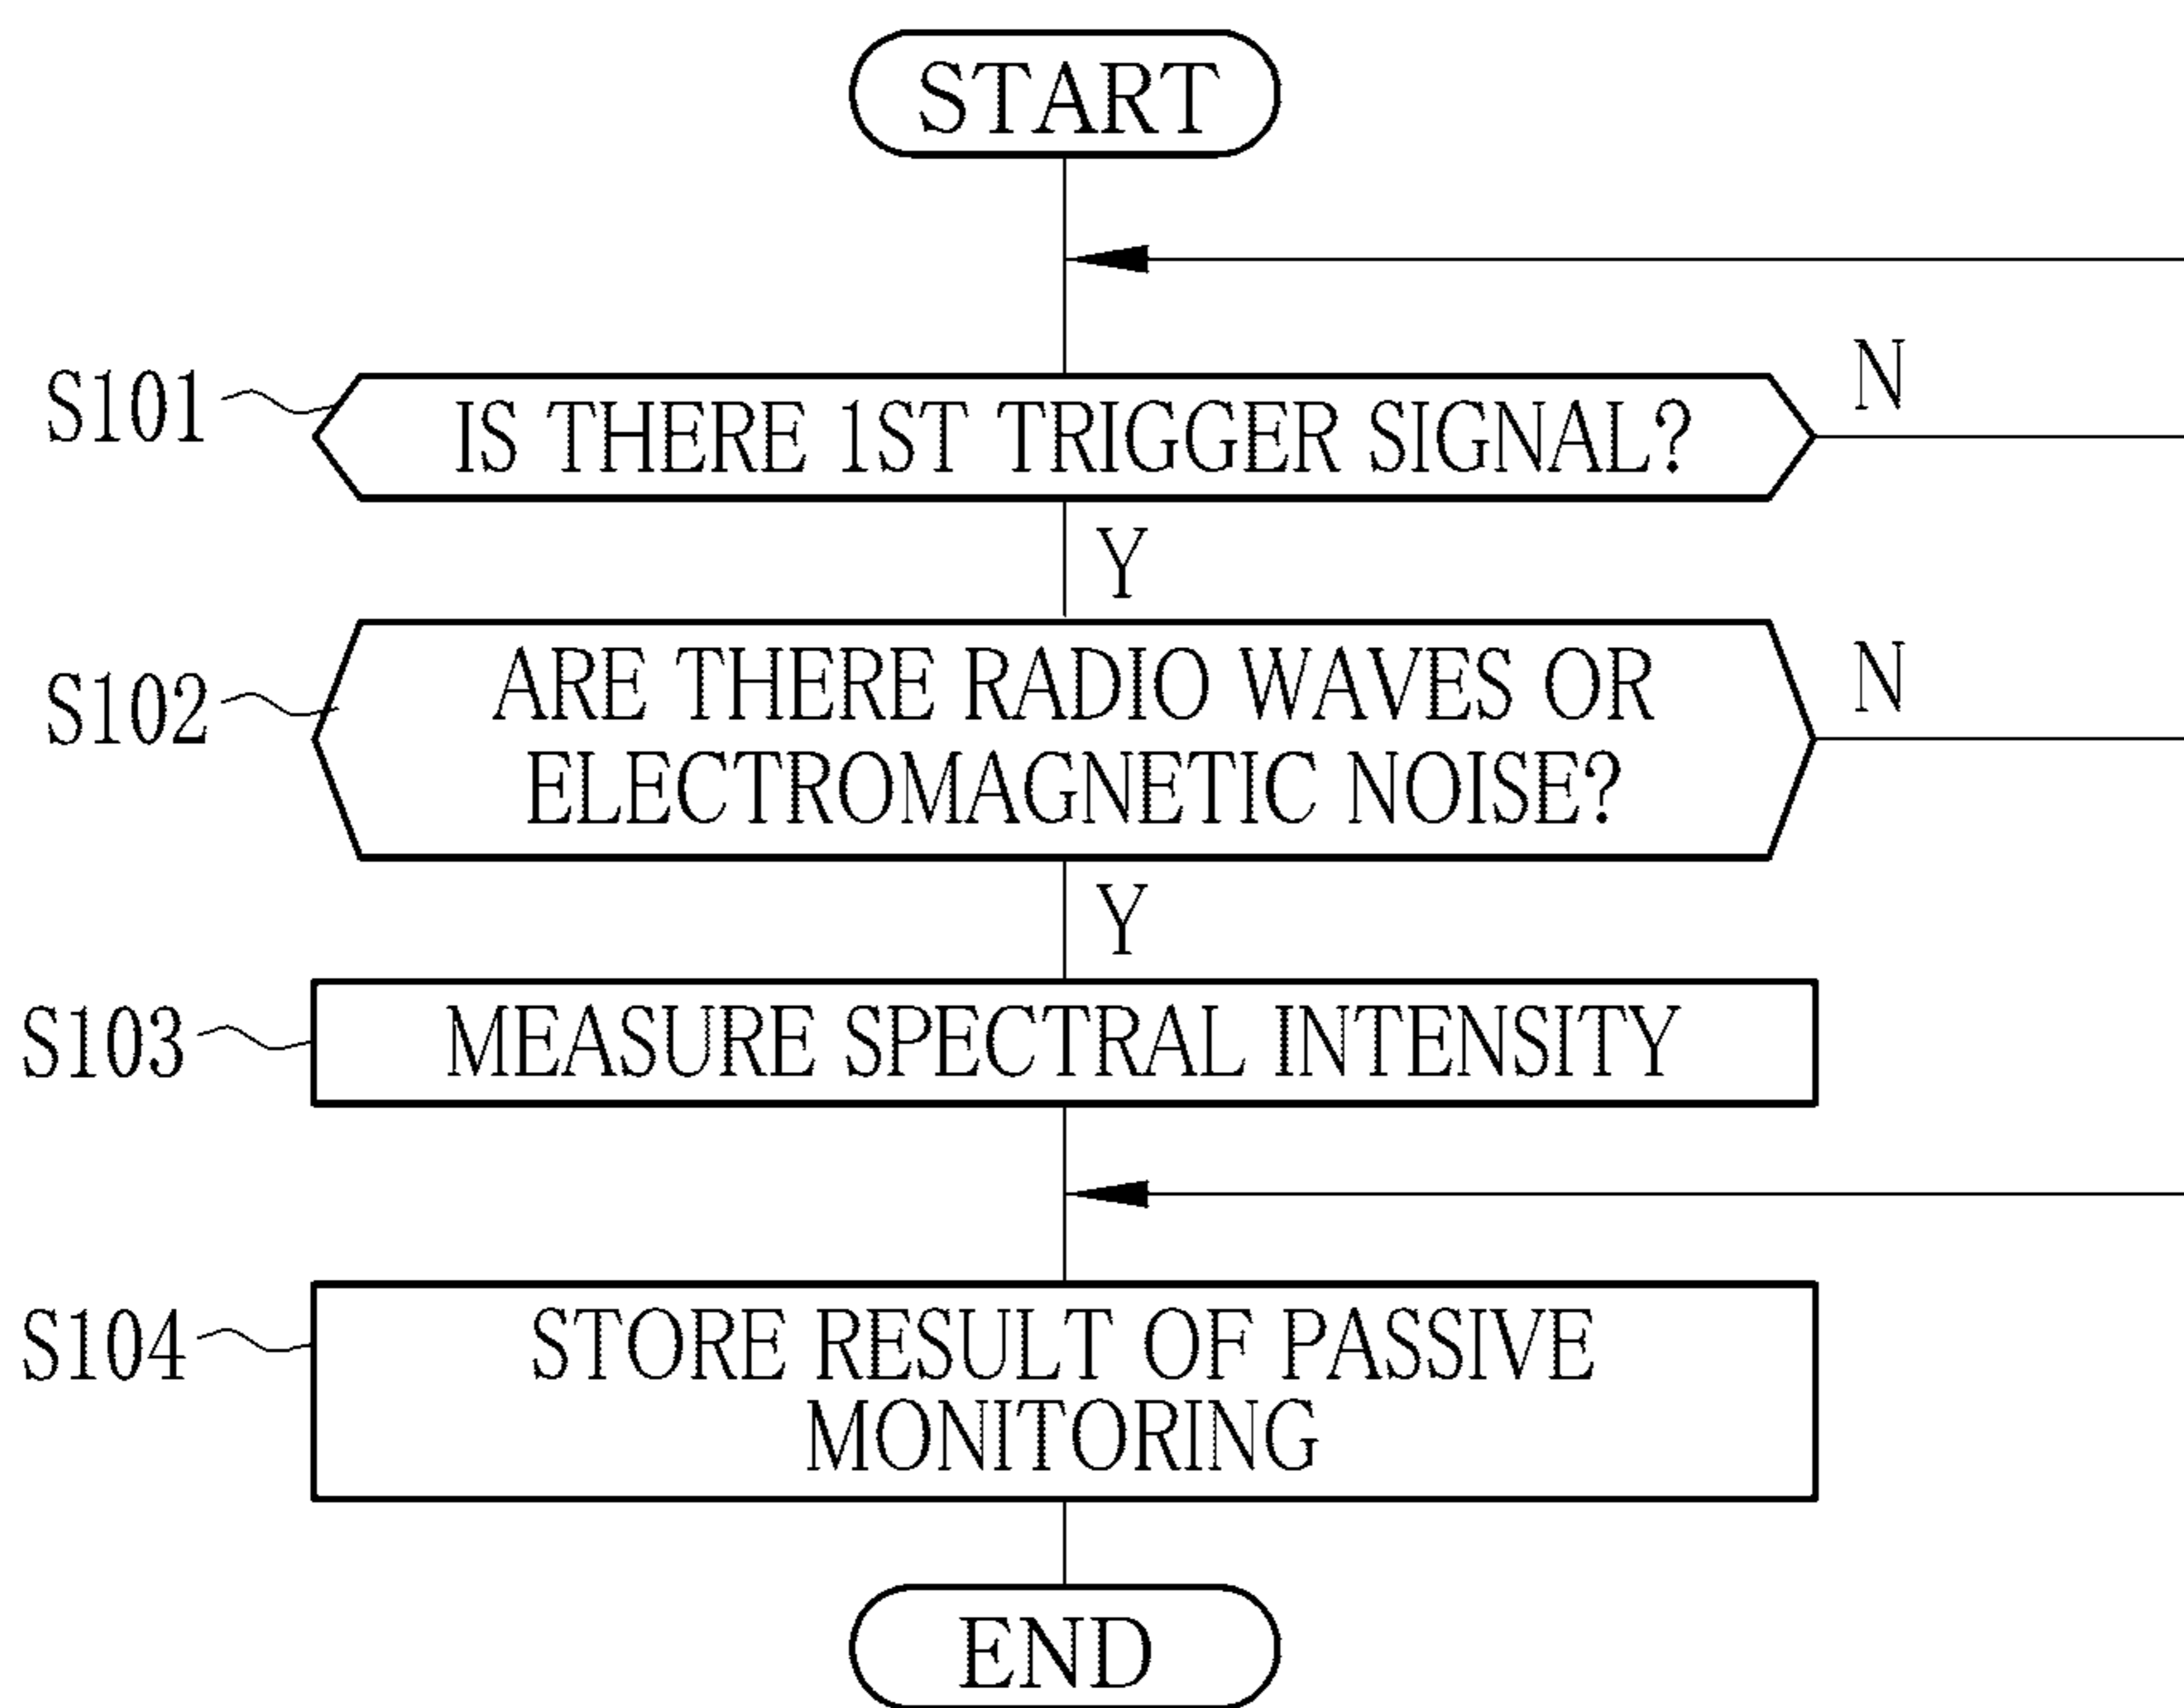 START
S101
IS THERE 1ST TRIGGER SIGNAL?
N
Y
S102
ARE THERE RADIO WAVES OR
ELECTROMAGNETIC NOISE?
N
Y
S103
MEASURE SPECTRAL INTENSITY
S104
STORE RESULT OF PASSIVE
MONITORING
END